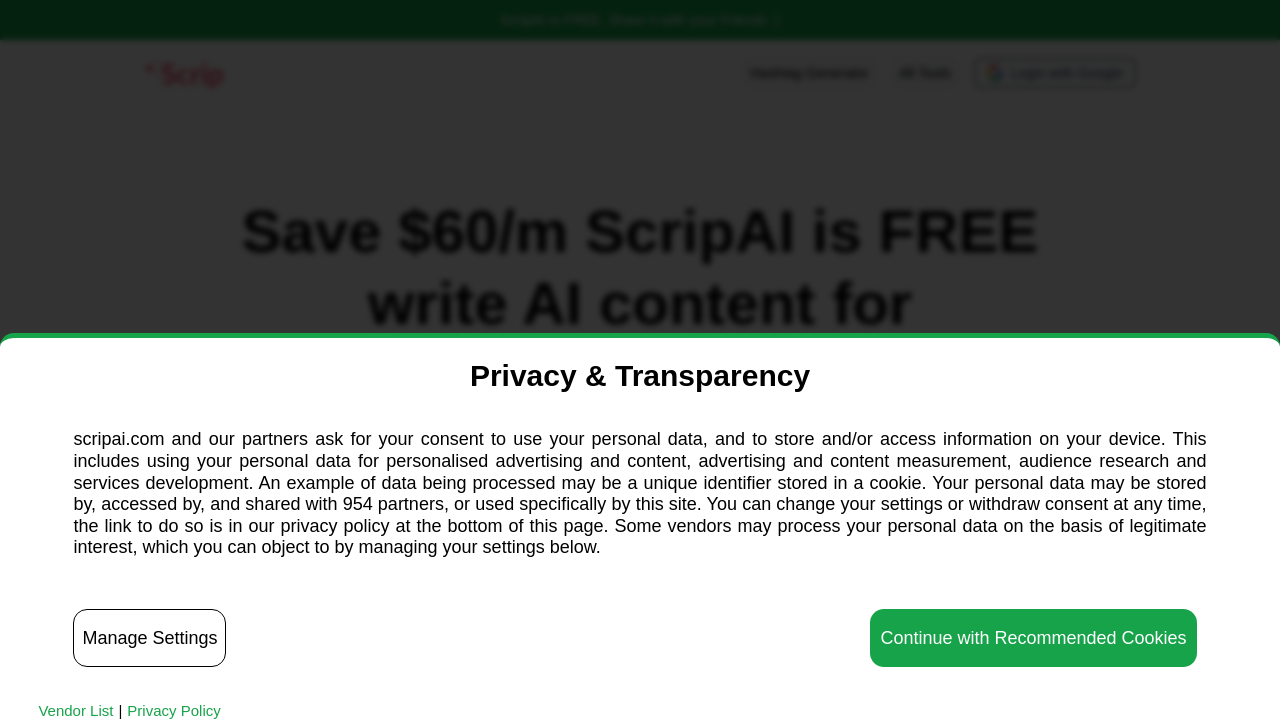 ScripAI is FREE, share it with your friends :)
Scrip
Hashtag Generator
All Tools
Login with Google
Save $60/m ScripAI is FREE
write AI content for
Privacy & Transparency
scripai.com and our partners ask for your consent to use your personal data, and to store and/or access information on your device. This
includes using your personal data for personalised advertising and content, advertising and content measurement, audience research and
services development. An example of data being processed may be a unique identifier stored in a cookie. Your personal data may be stored
by, accessed by, and shared with 954 partners, or used specifically by this site. You can change your settings or withdraw consent at any time,
the link to do so is in our privacy policy at the bottom of this page. Some vendors may process your personal data on the basis of legitimate
interest, which you can object to by managing your settings below.
Manage Settings
Continue with Recommended Cookies
Vendor List | Privacy Policy